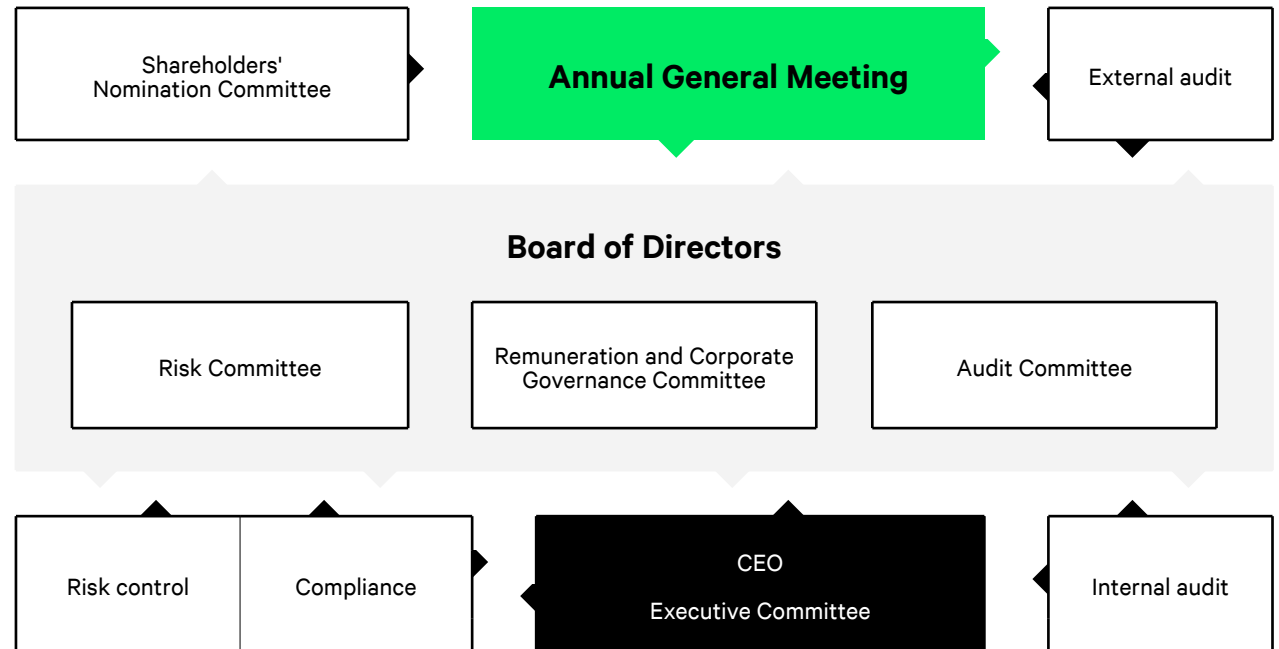 Shareholders'
Nomination Committee
Annual General Meeting
External audit
Board of Directors
Risk Committee
Remuneration and Corporate
Governance Committee
Audit Committee
Risk control
Compliance
CEO
Executive Committee
Internal audit